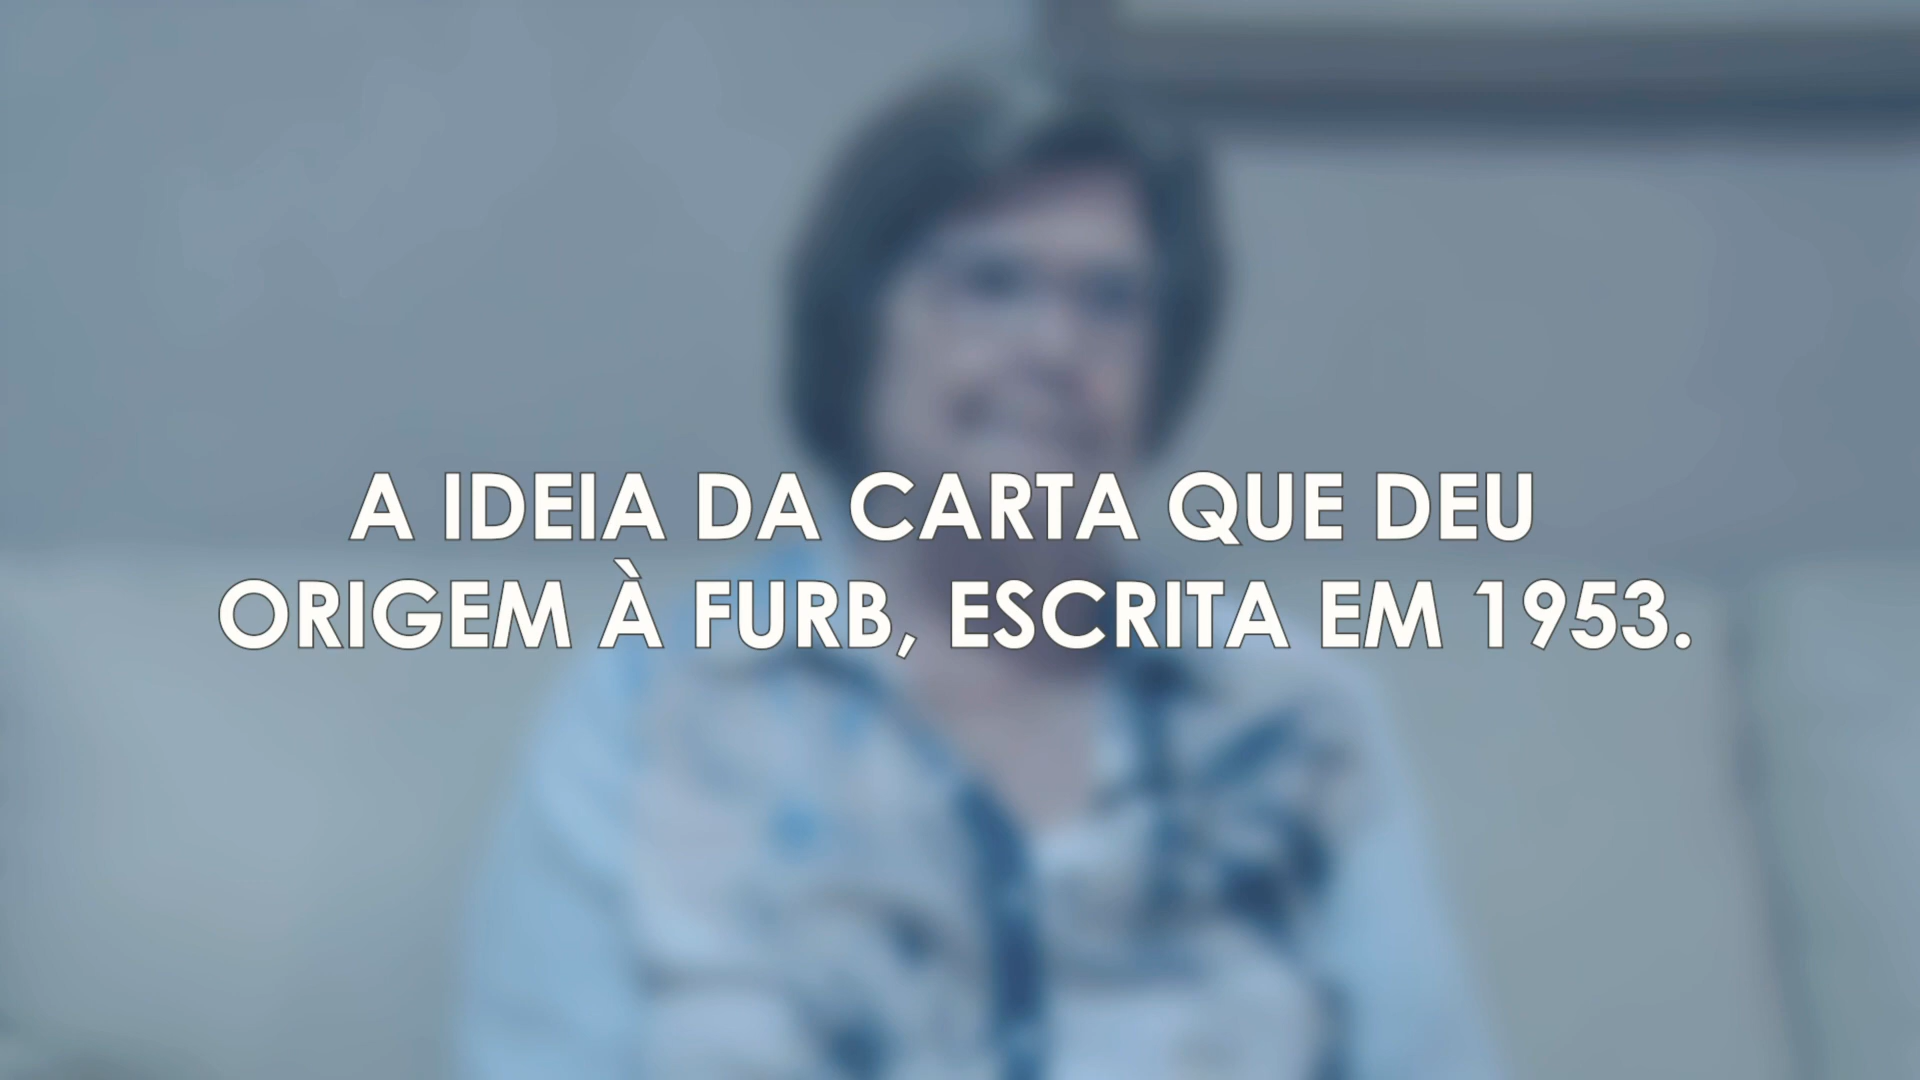 A IDEIA DA CARTA QUE DEU
ORIGEM À FURB, ESCRITA EM 1953.